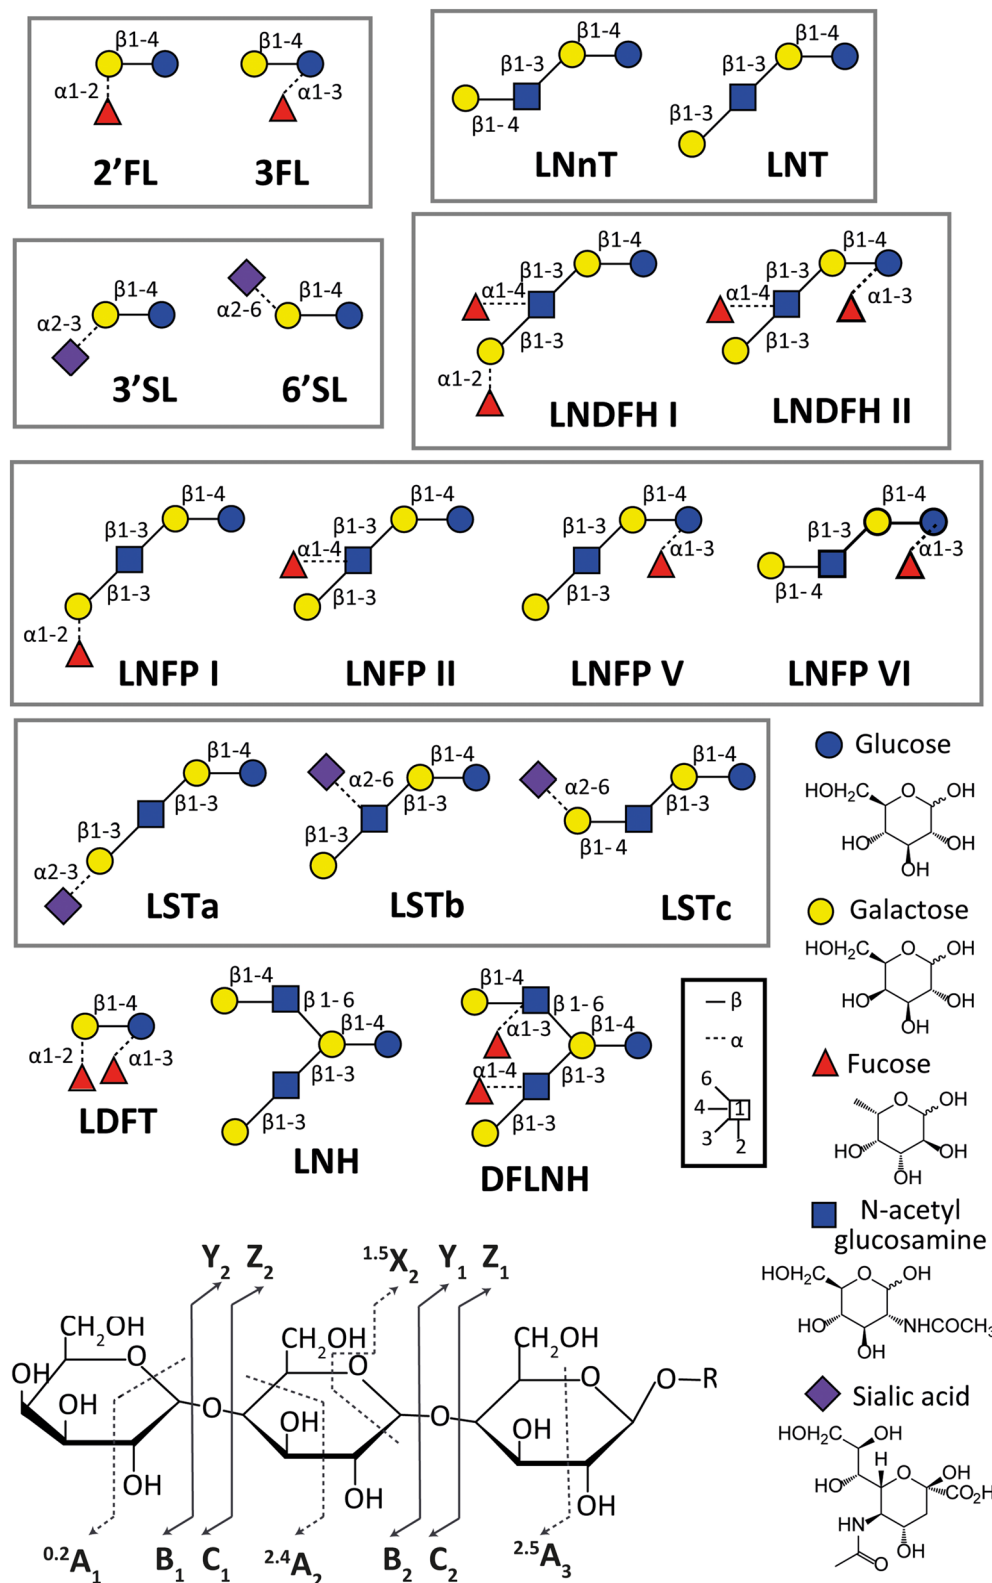 β1-4
α1-2
2’FL
β1-4
α1-3
3FL
β1-4
β1-3
β1-4
LNnT
β1-4
β1-3
β1-3
LNT
β1-4
α2-3
3’SL
β1-4
α2-6
6’SL
β1-4
β1-3
α1-4
β1-3
α1-2
LNDFH I
β1-4
β1-3
α1-4
α1-3
β1-3
LNDFH II
β1-4
β1-3
β1-3
α1-2
LNFP I
β1-4
β1-3
α1-4
β1-3
LNFP II
β1-4
β1-3
α1-3
β1-3
LNFP V
β1-4
β1-3
α1-3
β1-4
LNFP VI
β1-4
β1-3
β1-3
α2-3
LSTa
β1-4
α2-6
β1-3
β1-3
LSTb
β1-4
α2-6
β1-3
β1-4
LSTc
β1-4
α1-2
α1-3
LDFT
β1-4
β 1-6
β1-4
β1-3
β1-3
LNH
β1-4
β 1-6
α1-3
β1-4
α1-4
β1-3
β1-3
DFLNH
β
α
6
4 1
3
2
Glucose
HOH2C O OH
HO OH
OH
Galactose
HOH2C O OH
HO OH
OH
Fucose
O OH
HO OH
OH
N-acetyl
glucosamine
HOH2C O OH
HO NHCOCH3
OH
Sialic acid
HOH2C OH
H
HO O OH
CO2H
HN
OH
O
Y2 Z2 1.5X2 Y1 Z1
CH2OH CH2OH CH2OH
O O O O–R
OH OH O OH O OH
OH OH OH
0.2A1 B1 C1 2.4A2 B2 C2 2.5A3